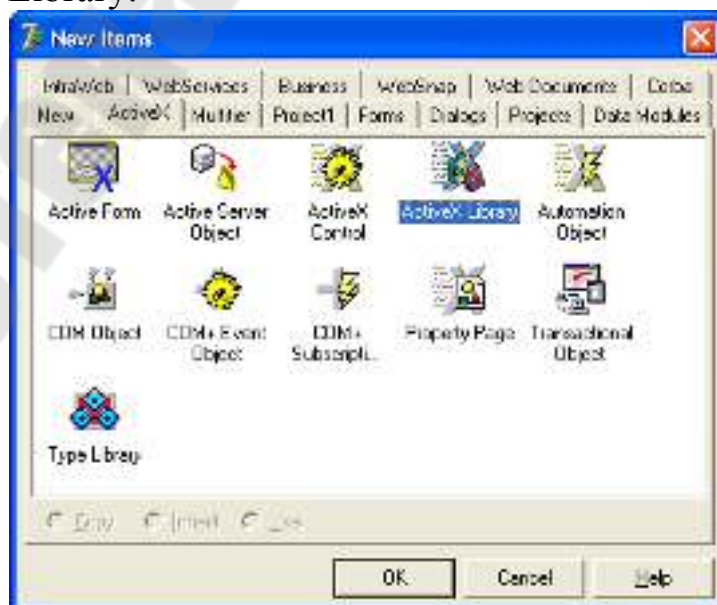 Library.
New Items
IntraWeb WebServices Business WebSnap Web Documents Corba
New ActiveX Multitier Project1 Forms Dialogs Projects Data Modules
Active Form Active Server Object ActiveX Control ActiveX Library Automation Object
COM Object COM+ Event Object COM+ Subscripti... Property Page Transactional Object
Type Library
Copy Inherit Use
OK Cancel Help